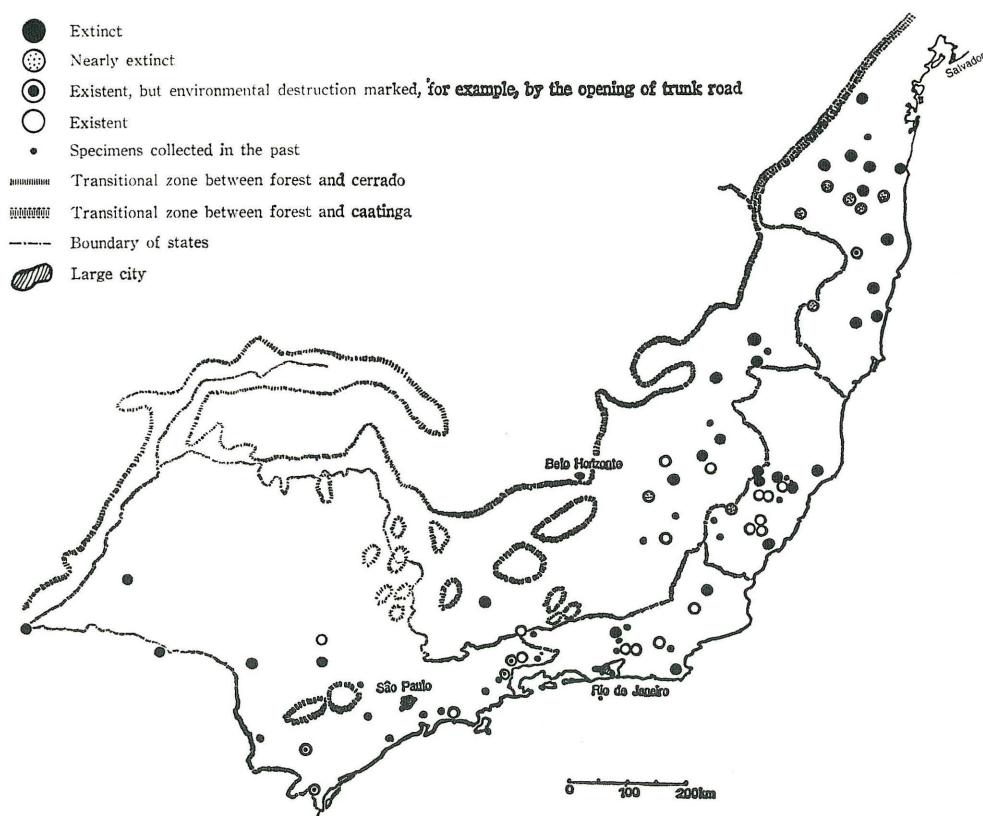 Extinct
Nearly extinct
Existent, but environmental destruction marked, for example, by the opening of trunk road
Existent
Specimens collected in the past
Transitional zone between forest and cerrado
Transitional zone between forest and caatinga
Boundary of states
Large city
Salvador
Belo Horizonte
São Paulo
Rio de Janeiro
0 100 200km